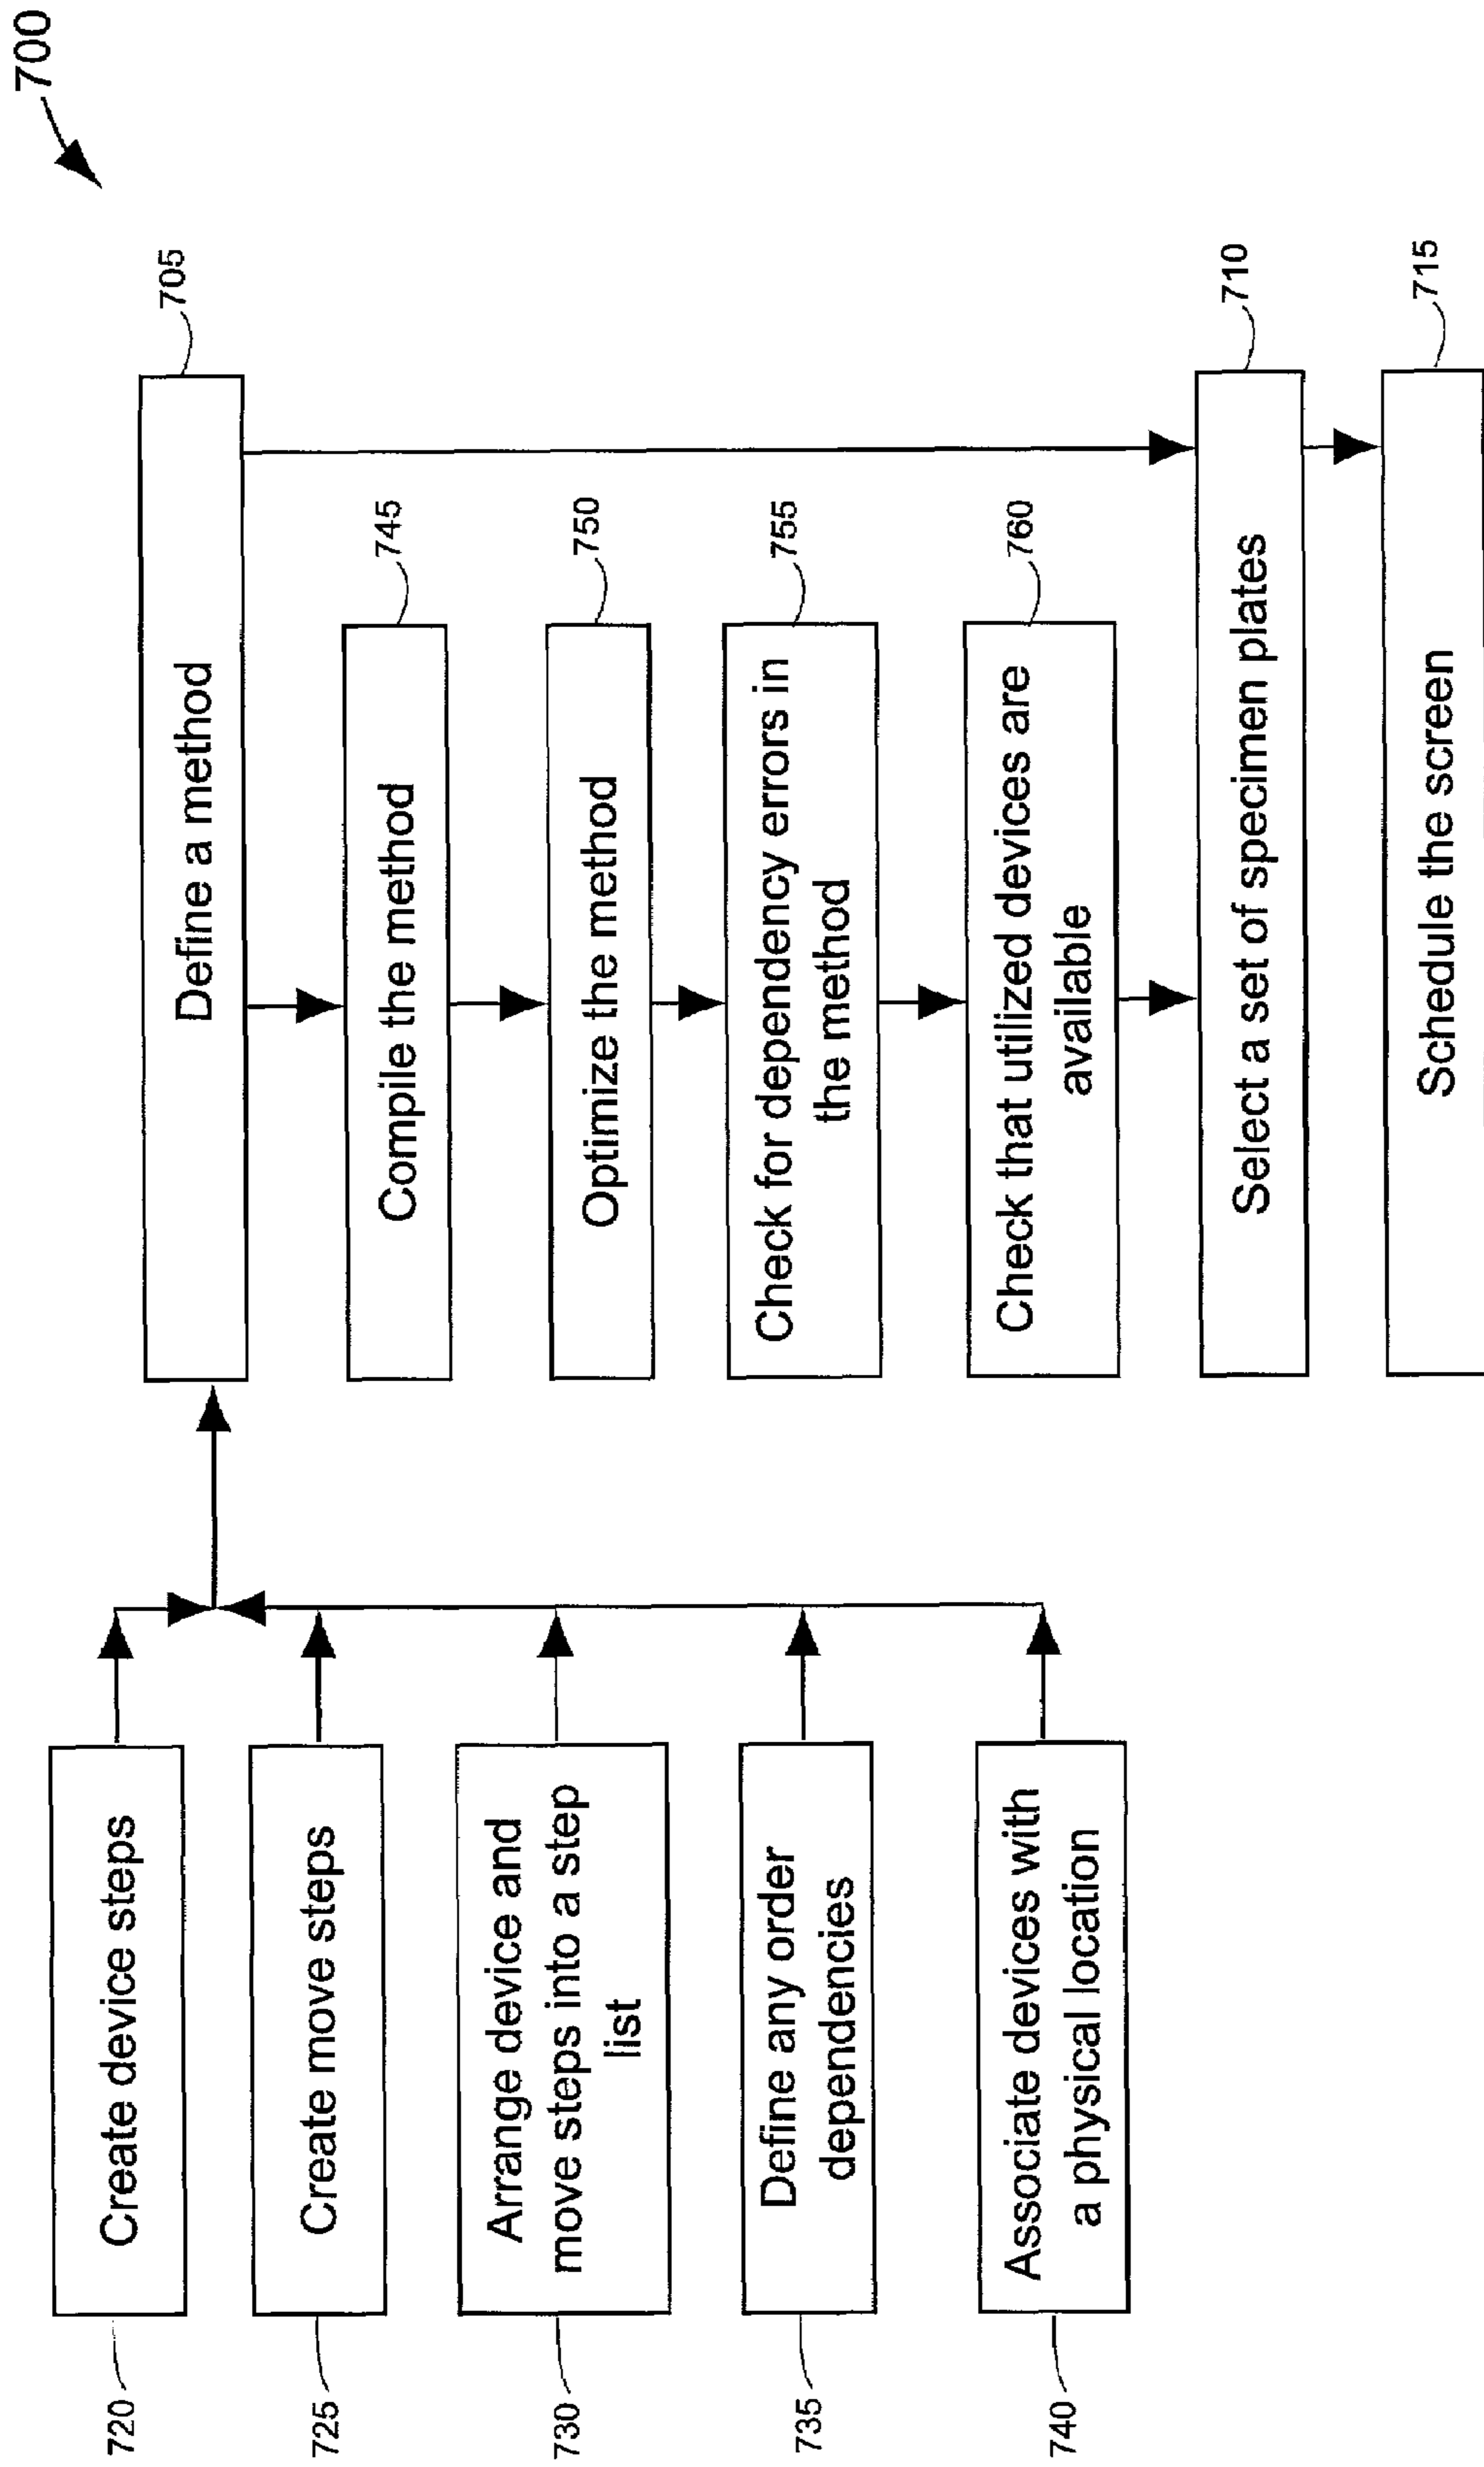 700
720
Create device steps
725
Create move steps
730
Arrange device and
move steps into a step
list
735
Define any order
dependencies
740
Associate devices with
a physical location
Define a method
705
Compile the method
745
Optimize the method
750
Check for dependency errors in
the method
755
Check that utilized devices are
available
760
Select a set of specimen plates
710
Schedule the screen
715